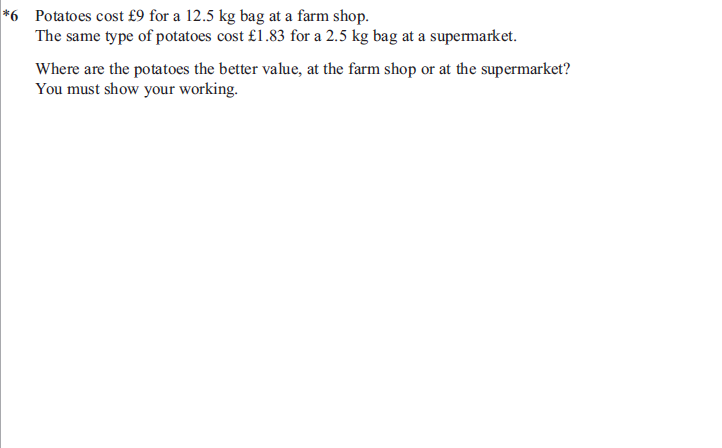 *6 Potatoes cost £9 for a 12.5 kg bag at a farm shop.
The same type of potatoes cost £1.83 for a 2.5 kg bag at a supermarket.
Where are the potatoes the better value, at the farm shop or at the supermarket?
You must show your working.